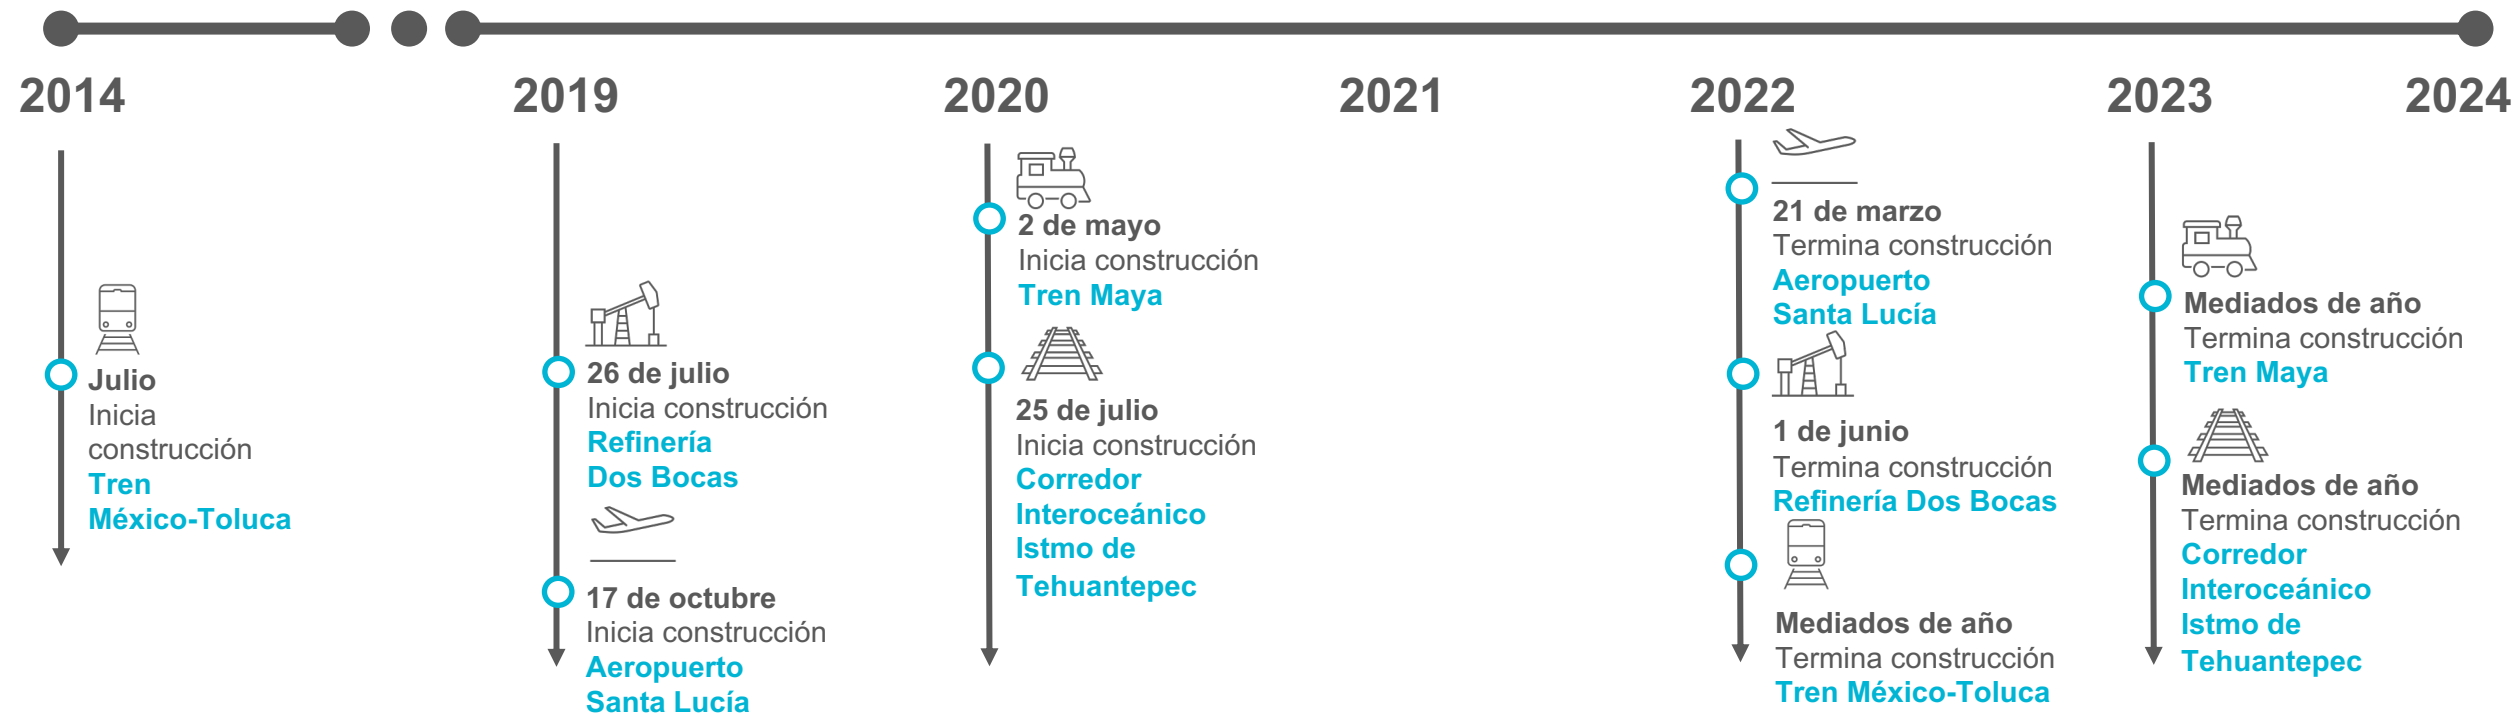 2014
2019
2020
2021
2022
2023
2024
Julio
Inicia
construcción
Tren
México-Toluca
26 de julio
Inicia construcción
Refinería
Dos Bocas
17 de octubre
Inicia construcción
Aeropuerto
Santa Lucía
2 de mayo
Inicia construcción
Tren Maya
25 de julio
Inicia construcción
Corredor
Interoceánico
Istmo de
Tehuantepec
21 de marzo
Termina construcción
Aeropuerto
Santa Lucía
1 de junio
Termina construcción
Refinería Dos Bocas
Mediados de año
Termina construcción
Tren México-Toluca
Mediados de año
Termina construcción
Tren Maya
Mediados de año
Termina construcción
Corredor
Interoceánico
Istmo de
Tehuantepec